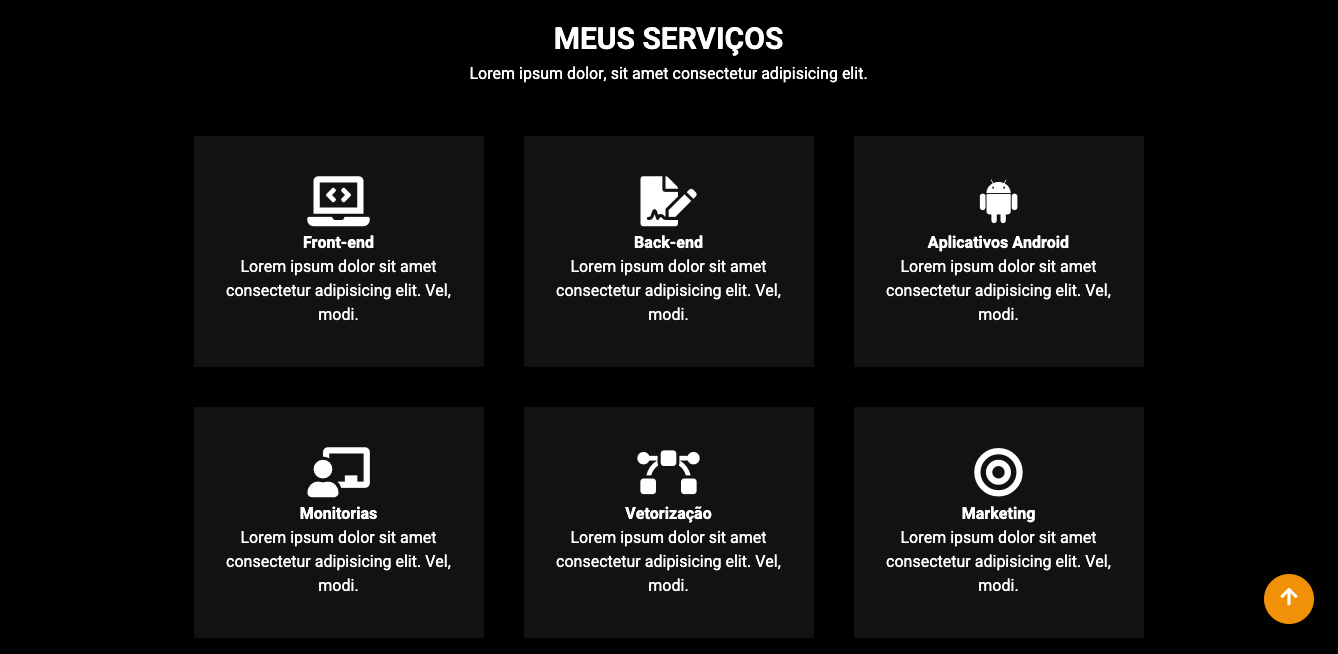 MEUS SERVIÇOS
Lorem ipsum dolor, sit amet consectetur adipisicing elit.
Front-end
Lorem ipsum dolor sit amet
consectetur adipisicing elit. Vel,
modi.
Back-end
Lorem ipsum dolor sit amet
consectetur adipisicing elit. Vel,
modi.
Aplicativos Android
Lorem ipsum dolor sit amet
consectetur adipisicing elit. Vel,
modi.
Monitorias
Lorem ipsum dolor sit amet
consectetur adipisicing elit. Vel,
modi.
Vetorização
Lorem ipsum dolor sit amet
consectetur adipisicing elit. Vel,
modi.
Marketing
Lorem ipsum dolor sit amet
consectetur adipisicing elit. Vel,
modi.